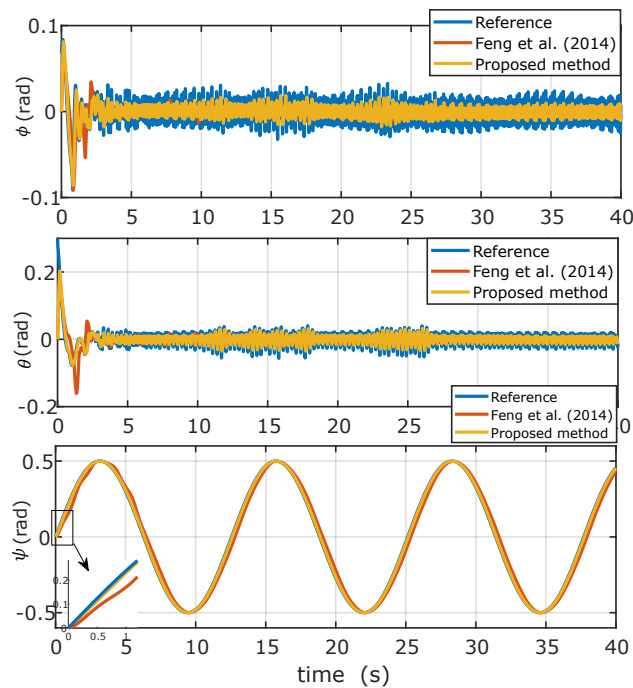 0.1
0
-0.1
ϕ (rad)
Reference
Feng et al. (2014)
Proposed method
0 5 10 15 20 25 30 35 40
0.2
0
-0.2
θ (rad)
Reference
Feng et al. (2014)
Proposed method
0 5 10 15 20 25 30 35 40
Reference
Feng et al. (2014)
Proposed method
0.5
0
-0.5
ψ (rad)
0.2
0.1
0
0 0.5 1
0 5 10 15 20 25 30 35 40
time (s)